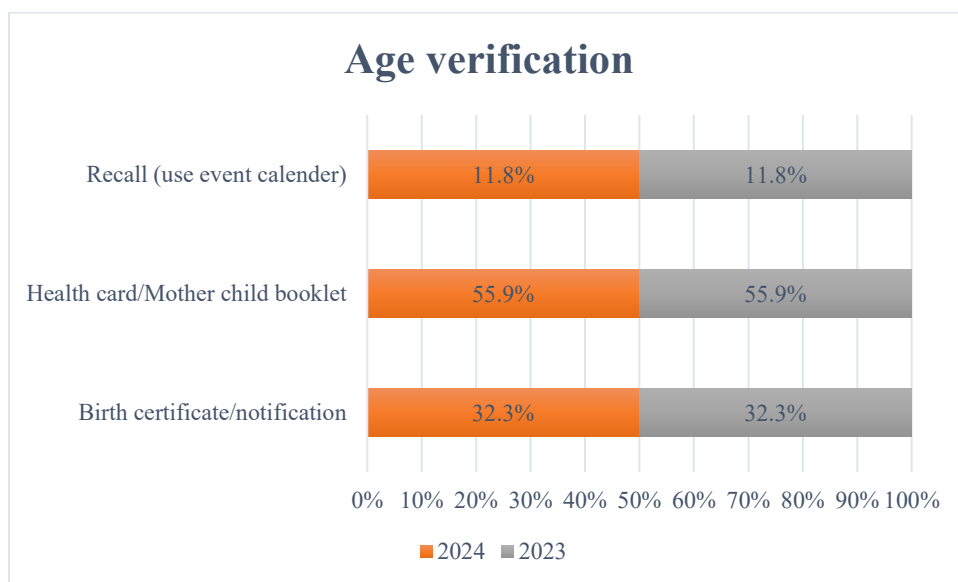 Age verification
Recall (use event calender)
11.8% 11.8%
Health card/Mother child booklet
55.9% 55.9%
Birth certificate/notification
32.3% 32.3%
0% 10% 20% 30% 40% 50% 60% 70% 80% 90% 100%
2024 2023